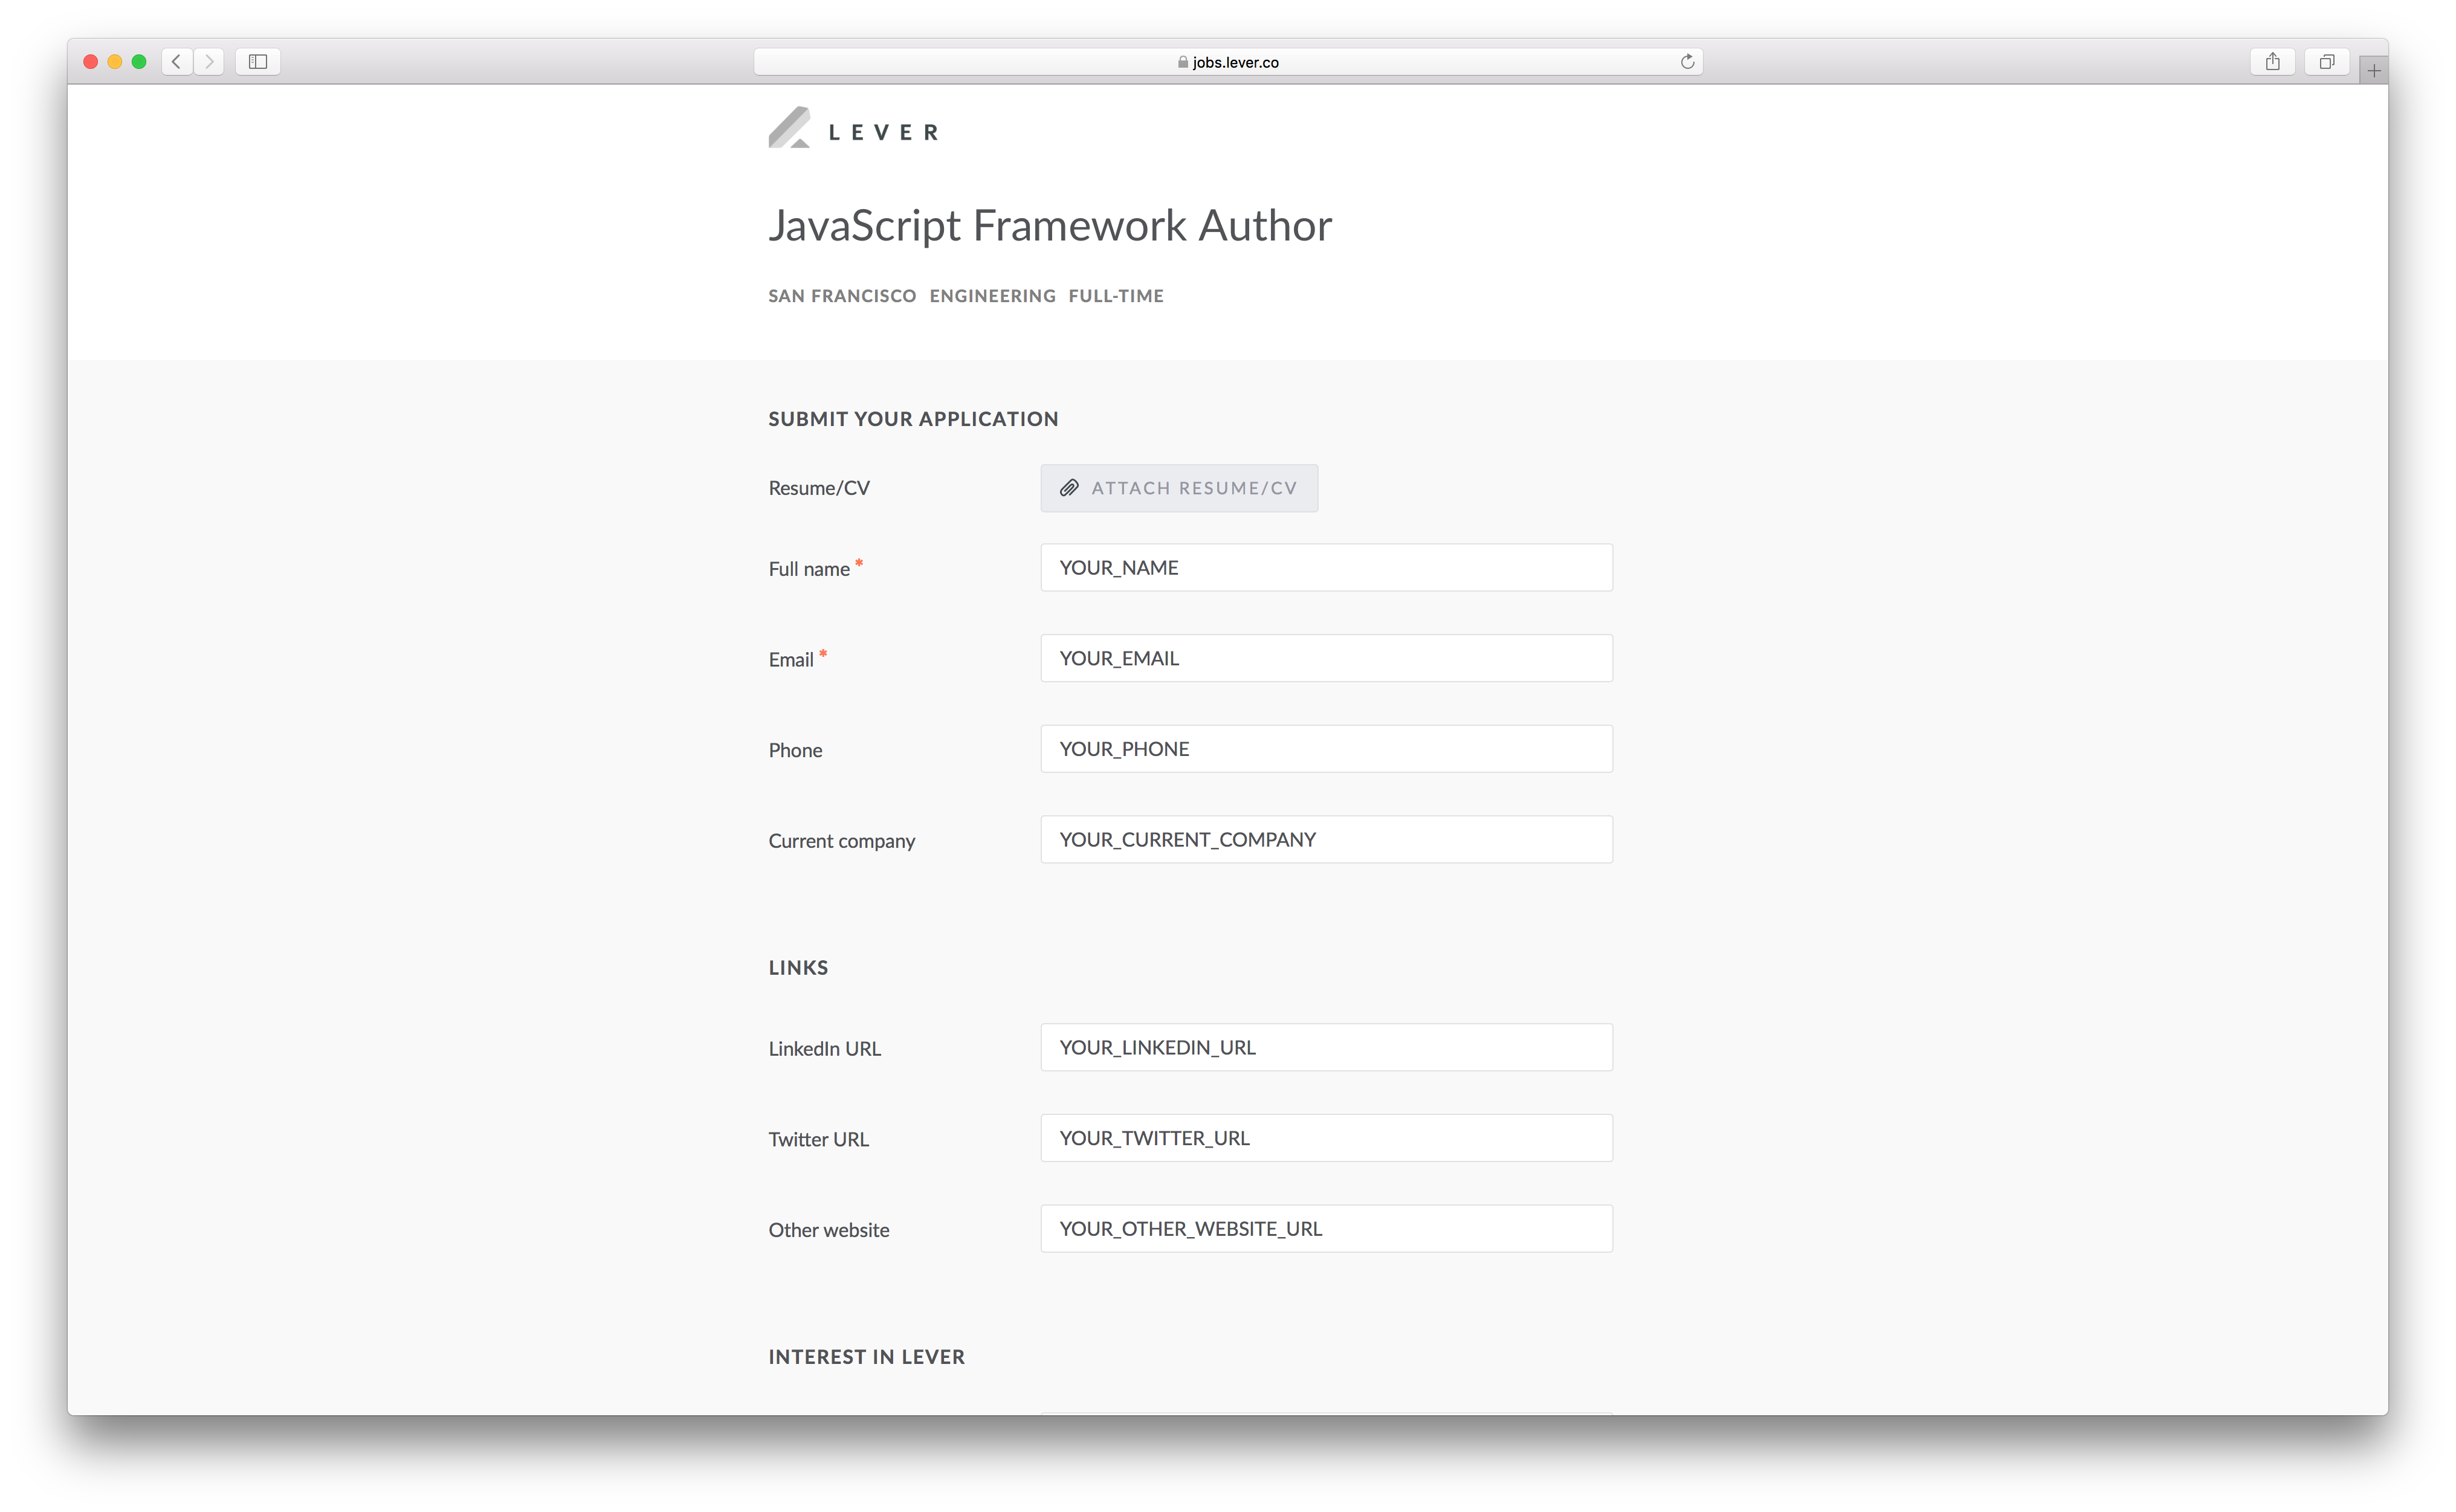 jobs.lever.co
LEVER
JavaScript Framework Author
SAN FRANCISCO ENGINEERING FULL-TIME
SUBMIT YOUR APPLICATION
Resume/CV ATTACH RESUME/CV
Full name * YOUR_NAME
Email * YOUR_EMAIL
Phone YOUR_PHONE
Current company YOUR_CURRENT_COMPANY
LINKS
LinkedIn URL YOUR_LINKEDIN_URL
Twitter URL YOUR_TWITTER_URL
Other website YOUR_OTHER_WEBSITE_URL
INTEREST IN LEVER